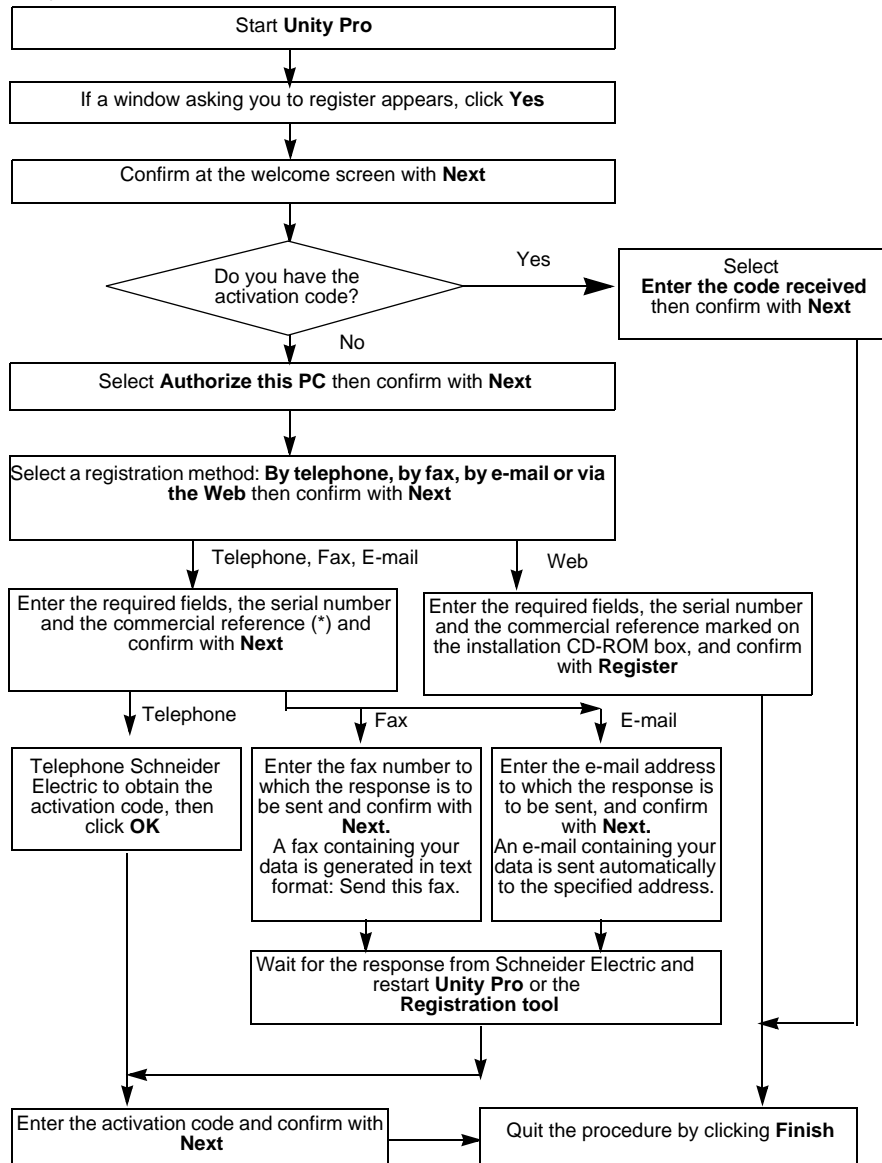 Start Unity Pro
If a window asking you to register appears, click Yes
Confirm at the welcome screen with Next
Do you have the
activation code?
Yes
Select
Enter the code received
then confirm with Next
No
Select Authorize this PC then confirm with Next
Select a registration method: By telephone, by fax, by e-mail or via
the Web then confirm with Next
Telephone, Fax, E-mail
Web
Enter the required fields, the serial number
and the commercial reference (*) and
confirm with Next
Enter the required fields, the serial number
and the commercial reference marked on
the installation CD-ROM box, and confirm
with Register
Telephone
Fax
E-mail
Telephone Schneider
Electric to obtain the
activation code, then
click OK
Enter the fax number to
which the response is to
be sent and confirm with
Next.
A fax containing your
data is generated in text
format: Send this fax.
Enter the e-mail address
to which the response is
to be sent, and confirm
with Next.
An e-mail containing your
data is sent automatically
to the specified address.
Wait for the response from Schneider Electric and
restart Unity Pro or the
Registration tool
Enter the activation code and confirm with
Next
Quit the procedure by clicking Finish